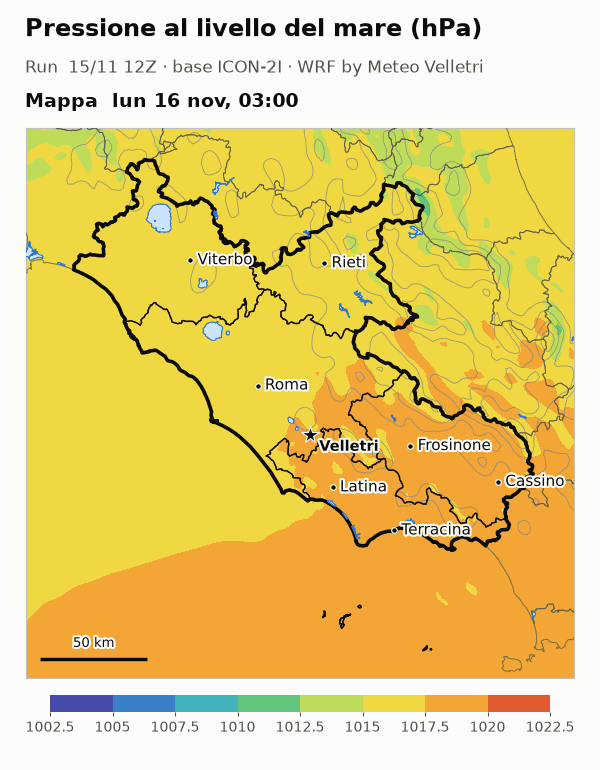 Pressione al livello del mare (hPa)
Run  15/11 12Z · base ICON-2I · WRF by Meteo Velletri
Mappa  lun 16 nov, 03:00
Viterbo
Rieti
Roma
Velletri
Frosinone
Cassino
Latina
Terracina
50 km
1002.5 1005 1007.5 1010 1012.5 1015 1017.5 1020 1022.5